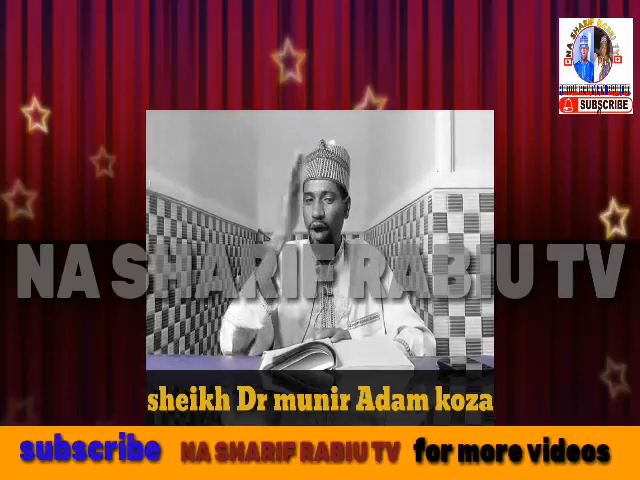 NA SHARIF RABIU TV
SUBSCRIBE
NA SHARIF RABIU TV
sheikh Dr munir Adam koza
subscribe NA SHARIF RABIU TV for more videos